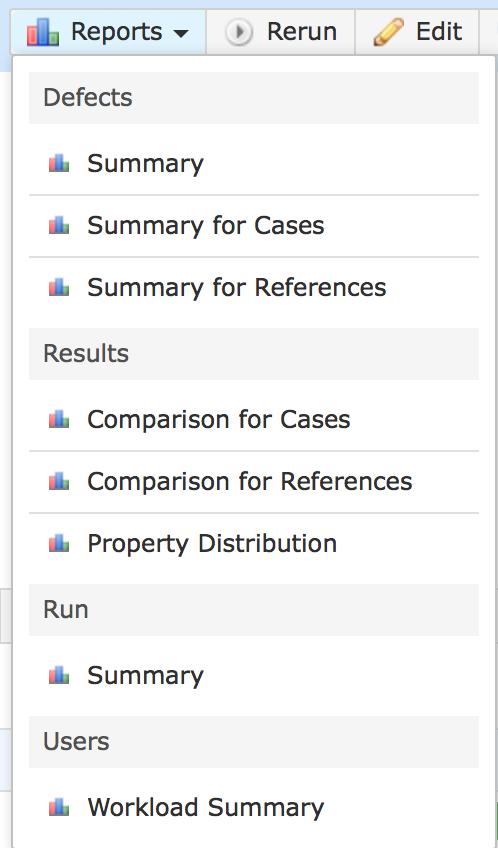 Reports
Rerun
Edit
Defects
Summary
Summary for Cases
Summary for References
Results
Comparison for Cases
Comparison for References
Property Distribution
Run
Summary
Users
Workload Summary